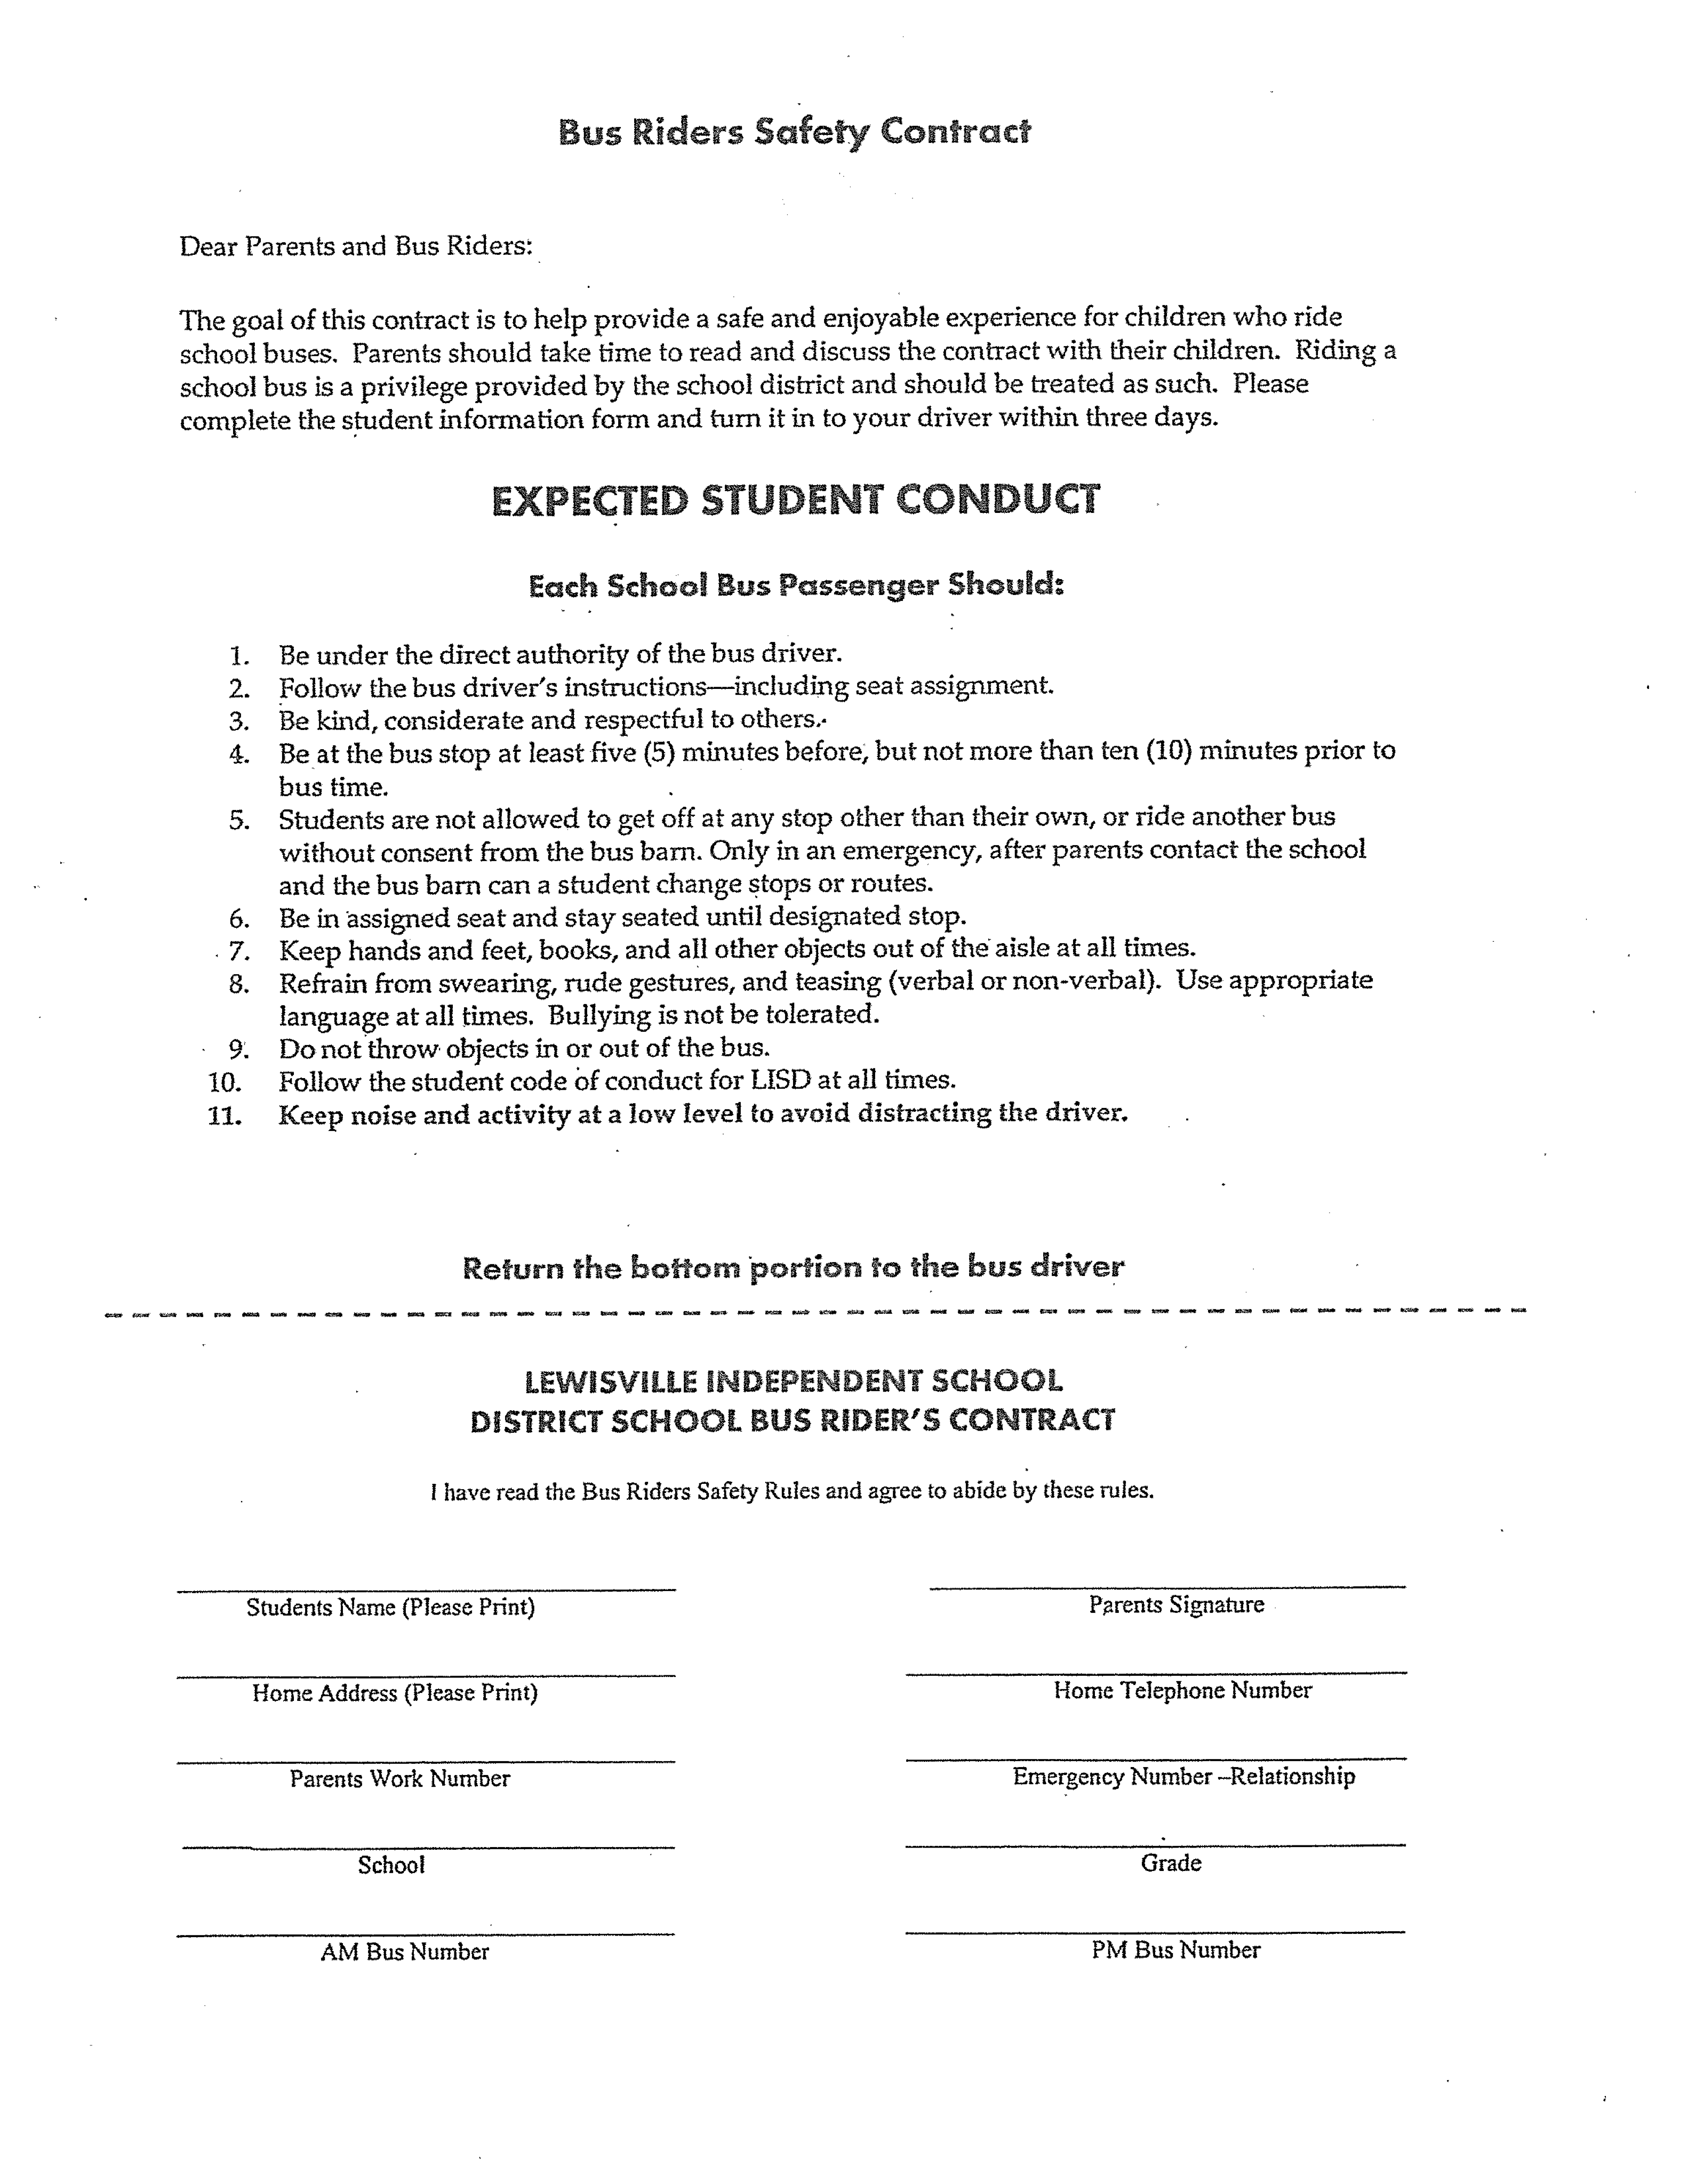 Bus Riders Safety Contract
Dear Parents and Bus Riders:
The goal of this contract is to help provide a safe and enjoyable experience for children who ride
school buses. Parents should take time to read and discuss the contract with their children. Riding a
school bus is a privilege provided by the school district and should be treated as such. Please
complete the student information form and turn it in to your driver within three days.
EXPECTED STUDENT CONDUCT
Each School Bus Passenger Should:
1. Be under the direct authority of the bus driver.
2. Follow the bus driver's instructions—including seat assignment.
3. Be kind, considerate and respectful to others.
4. Be at the bus stop at least five (5) minutes before, but not more than ten (10) minutes prior to
bus time.
5. Students are not allowed to get off at any stop other than their own, or ride another bus
without consent from the bus barn. Only in an emergency, after parents contact the school
and the bus barn can a student change stops or routes.
6. Be in assigned seat and stay seated until designated stop.
7. Keep hands and feet, books, and all other objects out of the aisle at all times.
8. Refrain from swearing, rude gestures, and teasing (verbal or non-verbal). Use appropriate
language at all times. Bullying is not be tolerated.
9. Do not throw objects in or out of the bus.
10. Follow the student code of conduct for LISD at all times.
11. Keep noise and activity at a low level to avoid distracting the driver.
Return the bottom portion to the bus driver
LEWISVILLE INDEPENDENT SCHOOL
DISTRICT SCHOOL BUS RIDER'S CONTRACT
I have read the Bus Riders Safety Rules and agree to abide by these rules.
Students Name (Please Print) Parents Signature
Home Address (Please Print) Home Telephone Number
Parents Work Number Emergency Number –Relationship
School Grade
AM Bus Number PM Bus Number